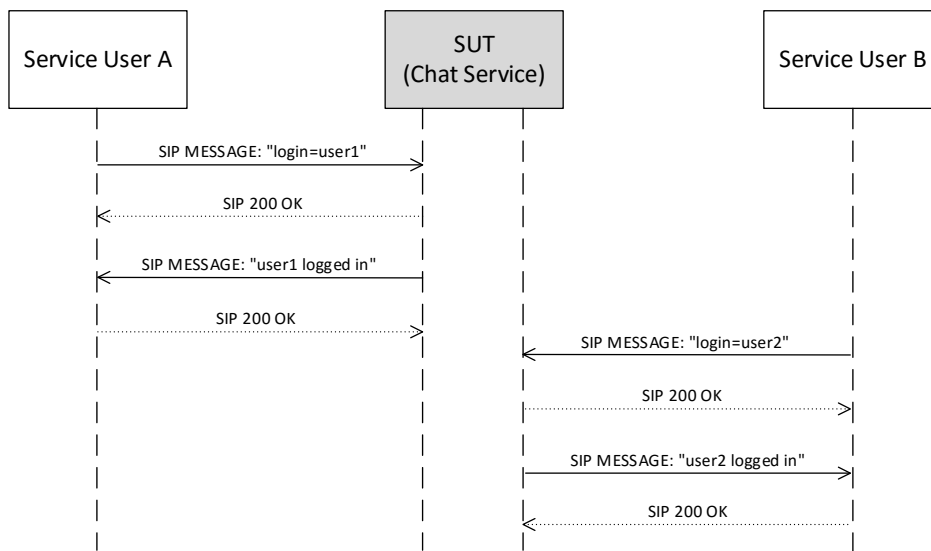 Service User A
SUT
(Chat Service)
Service User B
SIP MESSAGE: "login=user1"
SIP 200 OK
SIP MESSAGE: "user1 logged in"
SIP 200 OK
SIP MESSAGE: "login=user2"
SIP 200 OK
SIP MESSAGE: "user2 logged in"
SIP 200 OK